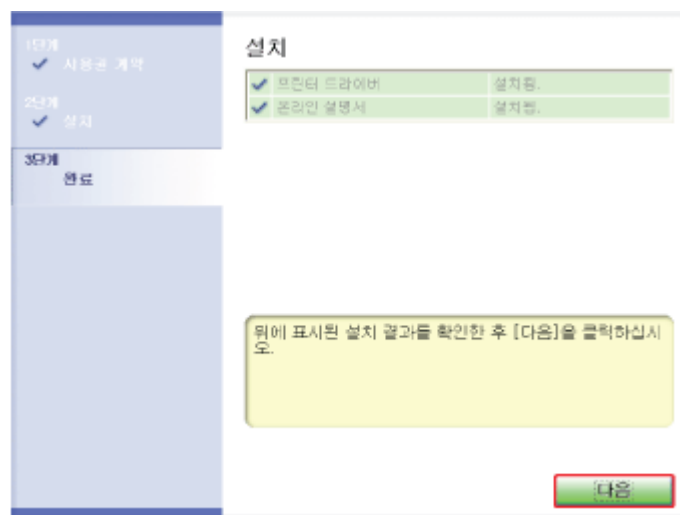 1단계
사용권 계약
2단계
설치
3단계
완료
설치
프린터 드라이버 설치됨.
온라인 설명서 설치됨.
위에 표시된 설치 결과를 확인한 후 [다음]을 클릭하십시
오.
다음